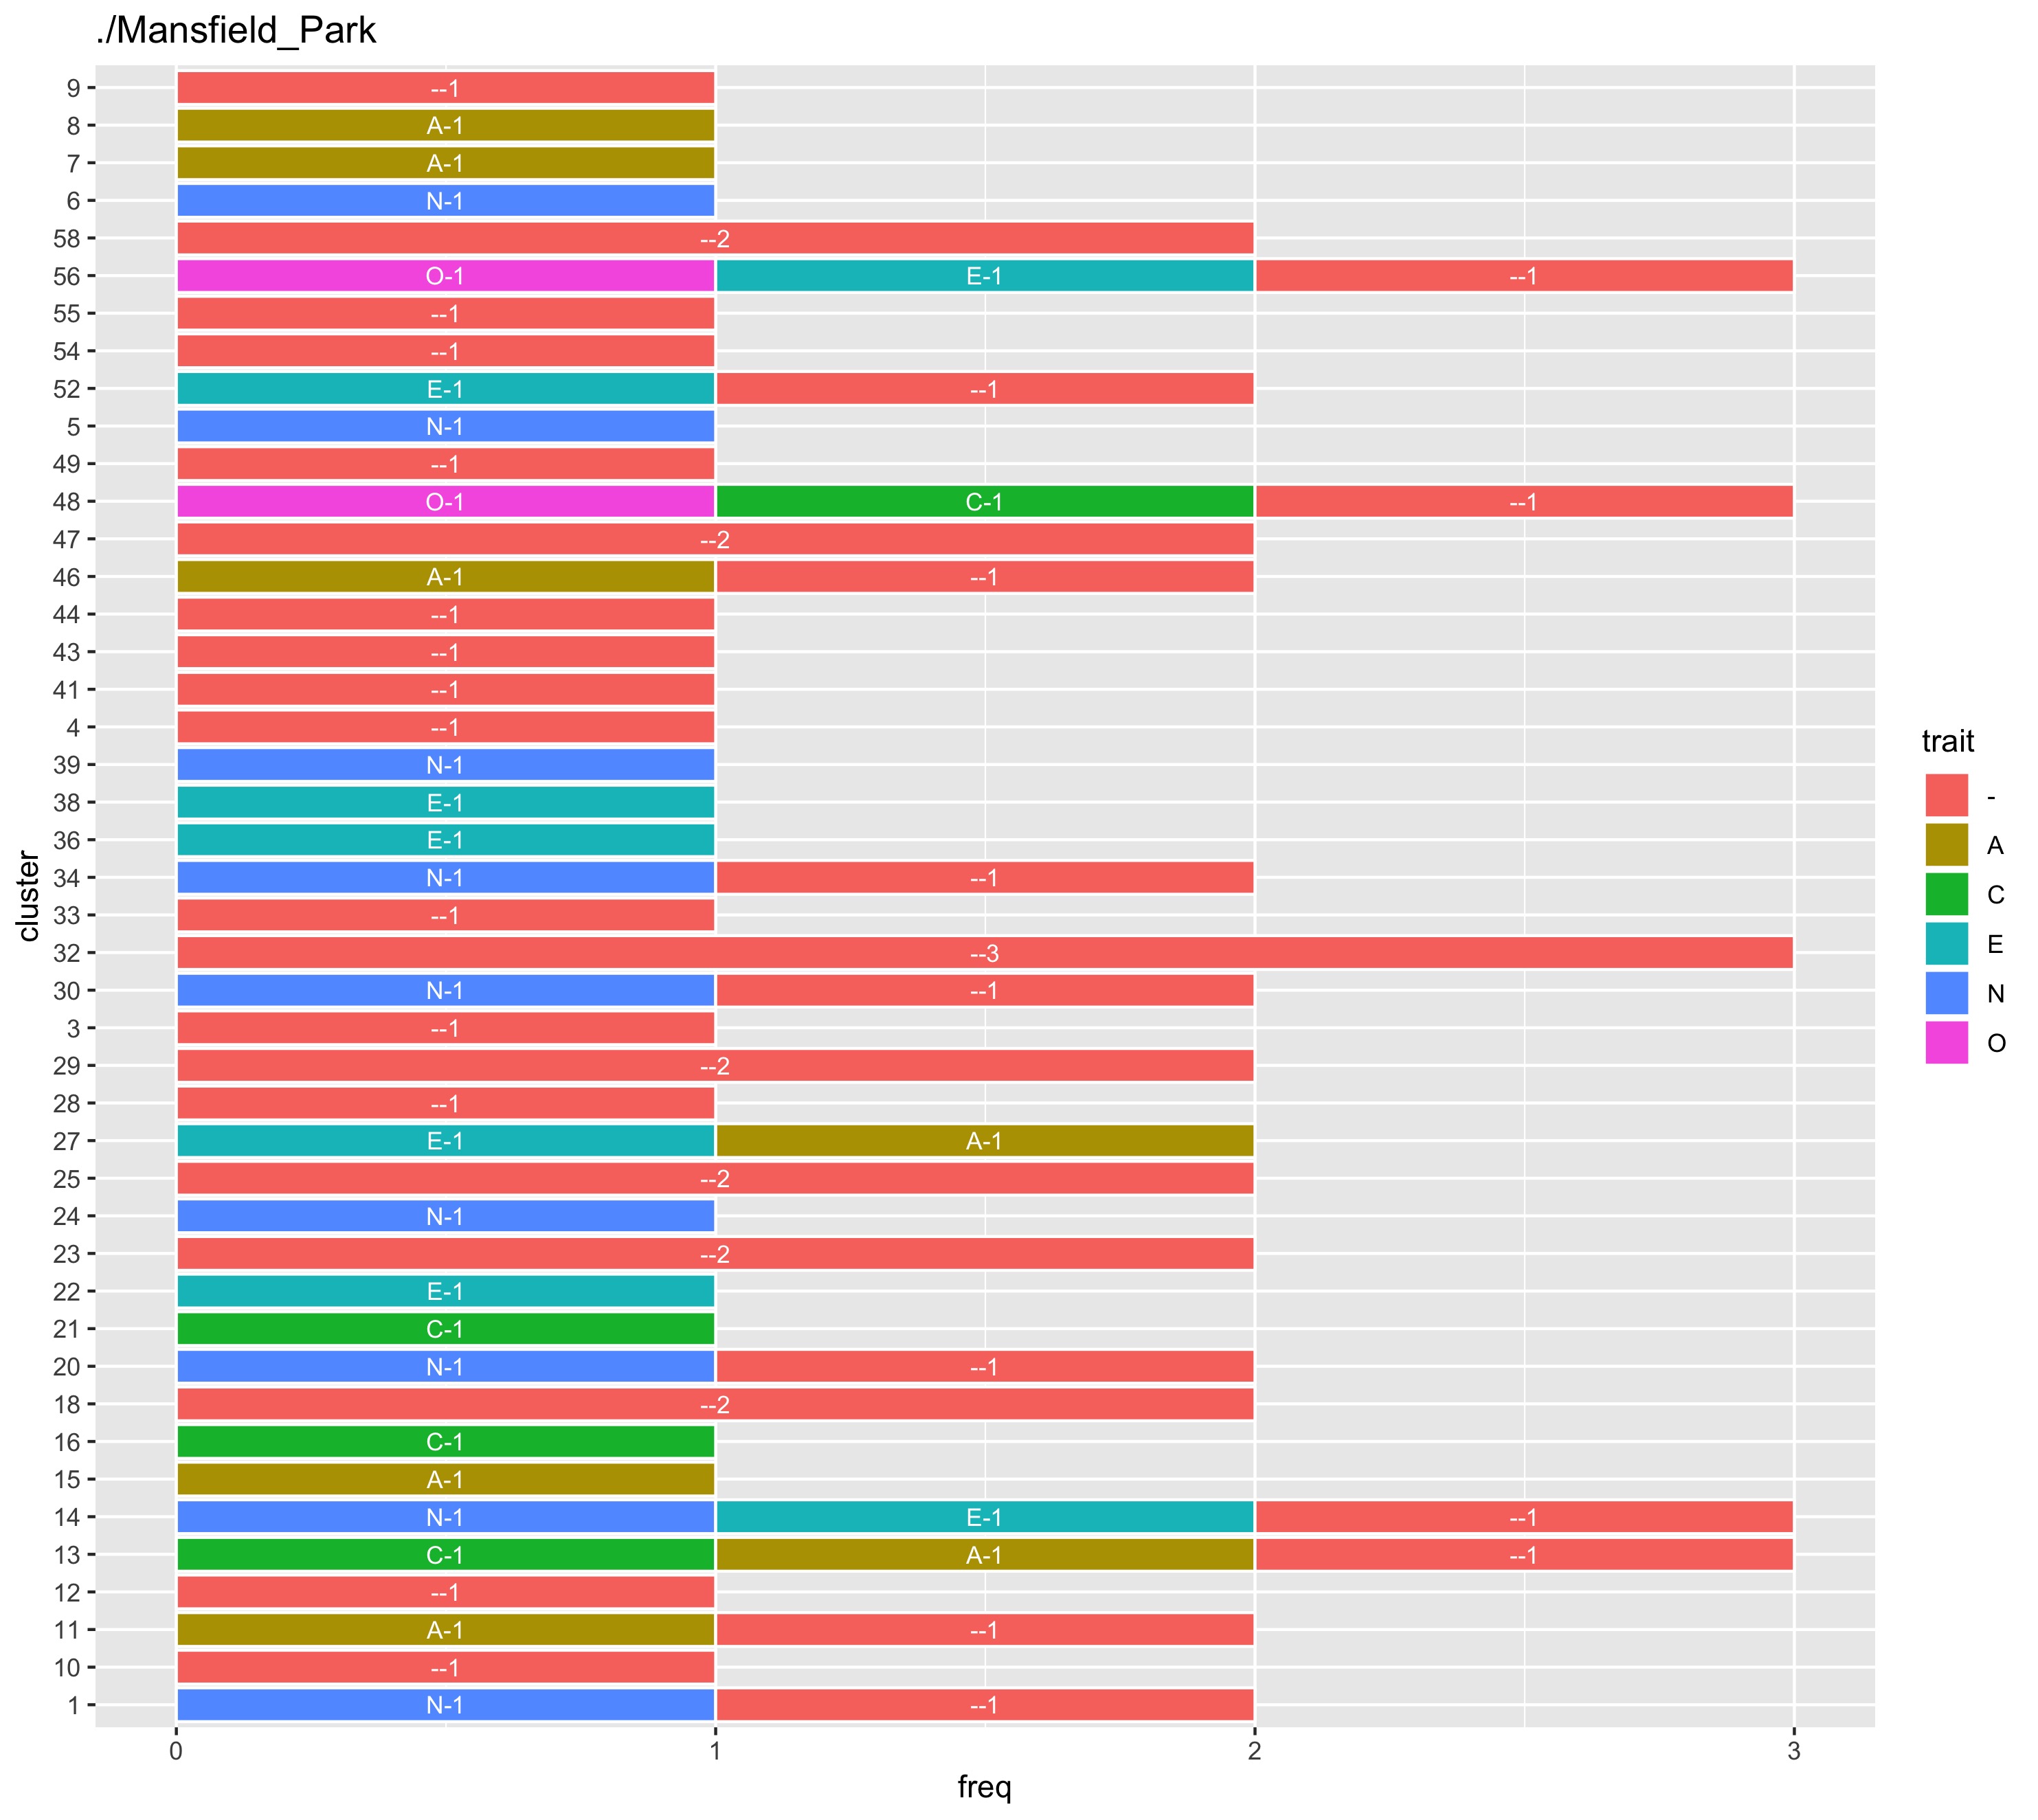 ./Mansfield_Park
9 --1
8 A-1
7 A-1
6 N-1
58 --2
56 O-1 E-1 --1
55 --1
54 --1
52 E-1 --1
5 N-1
49 --1
48 O-1 C-1 --1
47 --2
46 A-1 --1
44 --1
43 --1
41 --1
4 --1
39 N-1
38 E-1
36 E-1
34 N-1 --1
33 --1
32 --3
30 N-1 --1
3 --1
29 --2
28 --1
27 E-1 A-1
25 --2
24 N-1
23 --2
22 E-1
21 C-1
20 N-1 --1
18 --2
16 C-1
15 A-1
14 N-1 E-1 --1
13 C-1 A-1 --1
12 --1
11 A-1 --1
10 --1
1 N-1 --1
0 1 2 3
freq
cluster
trait
-
A
C
E
N
O